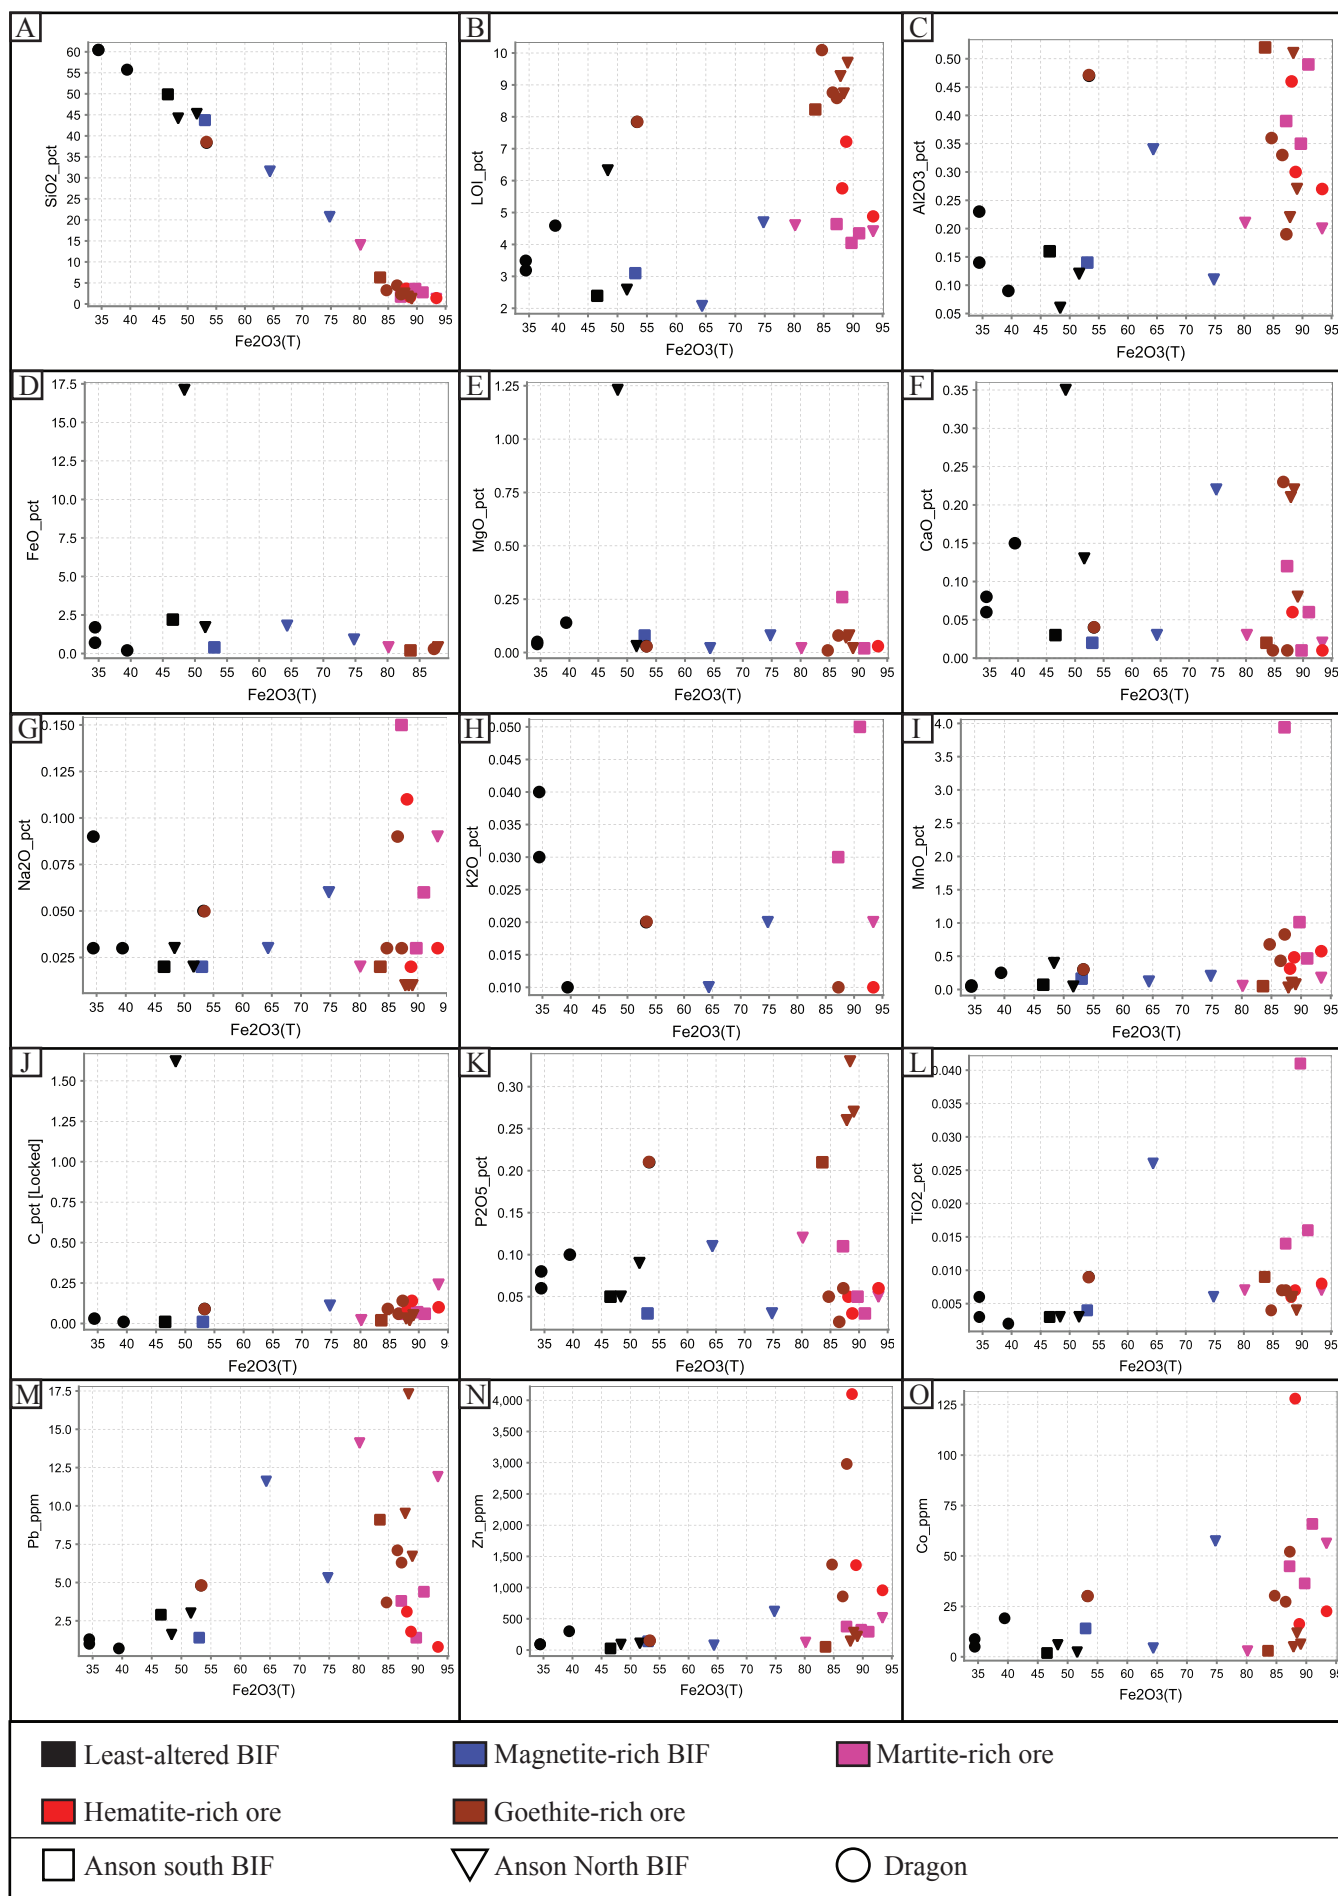 A
SiO2_pct
60
55
50
45
40
35
30
25
20
15
10
5
0
35 40 45 50 55 60 65 70 75 80 85 90 95
Fe2O3(T)
B
LOI_pct
10
9
8
7
6
5
4
3
2
35 40 45 50 55 60 65 70 75 80 85 90 95
Fe2O3(T)
C
Al2O3_pct
0.50
0.45
0.40
0.35
0.30
0.25
0.20
0.15
0.10
0.05
35 40 45 50 55 60 65 70 75 80 85 90 95
Fe2O3(T)
D
FeO_pct
17.5
15.0
12.5
10.0
7.5
5.0
2.5
0.0
35 40 45 50 55 60 65 70 75 80 85
Fe2O3(T)
E
MgO_pct
1.25
1.00
0.75
0.50
0.25
0.00
35 40 45 50 55 60 65 70 75 80 85 90 95
Fe2O3(T)
F
CaO_pct
0.35
0.30
0.25
0.20
0.15
0.10
0.05
0.00
35 40 45 50 55 60 65 70 75 80 85 90 95
Fe2O3(T)
G
Na2O_pct
0.150
0.125
0.100
0.075
0.050
0.025
35 40 45 50 55 60 65 70 75 80 85 90 9
Fe2O3(T)
H
K2O_pct
0.050
0.045
0.040
0.035
0.030
0.025
0.020
0.015
0.010
35 40 45 50 55 60 65 70 75 80 85 90 95
Fe2O3(T)
I
MnO_pct
4.0
3.5
3.0
2.5
2.0
1.5
1.0
0.5
0.0
35 40 45 50 55 60 65 70 75 80 85 90 95
Fe2O3(T)
J
C_pct [Locked]
1.50
1.25
1.00
0.75
0.50
0.25
0.00
35 40 45 50 55 60 65 70 75 80 85 90 9
Fe2O3(T)
K
P2O5_pct
0.30
0.25
0.20
0.15
0.10
0.05
35 40 45 50 55 60 65 70 75 80 85 90 95
Fe2O3(T)
L
TiO2_pct
0.040
0.035
0.030
0.025
0.020
0.015
0.010
0.005
35 40 45 50 55 60 65 70 75 80 85 90 95
Fe2O3(T)
M
Pb_ppm
17.5
15.0
12.5
10.0
7.5
5.0
2.5
35 40 45 50 55 60 65 70 75 80 85 90 95
Fe2O3(T)
N
Zn_ppm
4,000
3,500
3,000
2,500
2,000
1,500
1,000
500
0
35 40 45 50 55 60 65 70 75 80 85 90 95
Fe2O3(T)
O
Co_ppm
125
100
75
50
25
0
35 40 45 50 55 60 65 70 75 80 85 90 95
Fe2O3(T)
Least-altered BIF
Magnetite-rich BIF
Martite-rich ore
Hematite-rich ore
Goethite-rich ore
Anson south BIF
Anson North BIF
Dragon